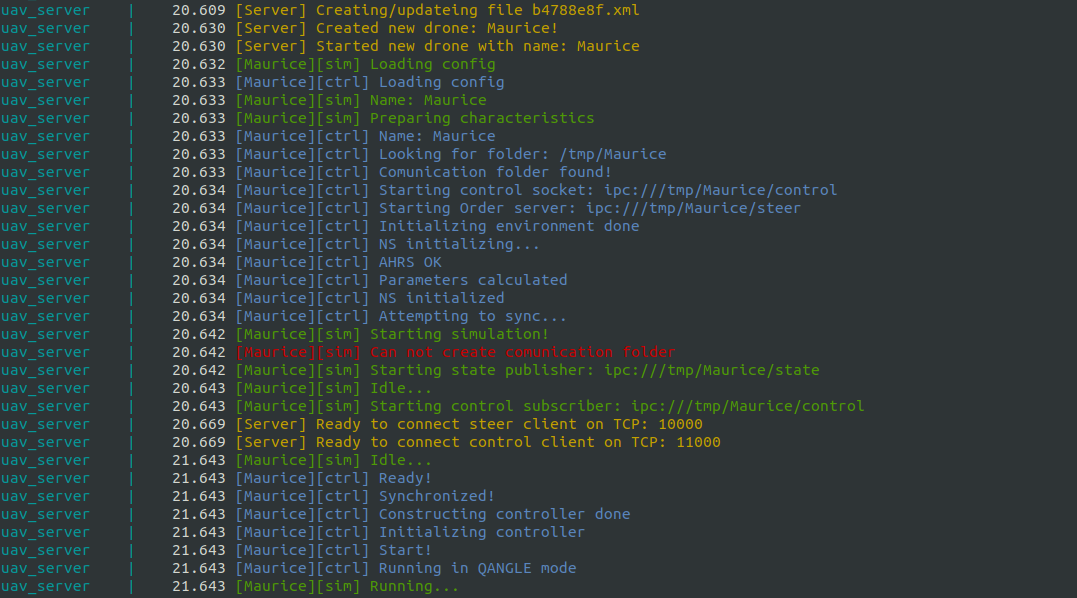 uav_server | 20.609 [Server] Creating/updateing file b4788e8f.xml
uav_server | 20.630 [Server] Created new drone: Maurice!
uav_server | 20.630 [Server] Started new drone with name: Maurice
uav_server | 20.632 [Maurice][sim] Loading config
uav_server | 20.633 [Maurice][ctrl] Loading config
uav_server | 20.633 [Maurice][sim] Name: Maurice
uav_server | 20.633 [Maurice][sim] Preparing characteristics
uav_server | 20.633 [Maurice][ctrl] Name: Maurice
uav_server | 20.633 [Maurice][ctrl] Looking for folder: /tmp/Maurice
uav_server | 20.633 [Maurice][ctrl] Comunication folder found!
uav_server | 20.634 [Maurice][ctrl] Starting control socket: ipc:///tmp/Maurice/control
uav_server | 20.634 [Maurice][ctrl] Starting Order server: ipc:///tmp/Maurice/steer
uav_server | 20.634 [Maurice][ctrl] Initializing environment done
uav_server | 20.634 [Maurice][ctrl] NS initializing...
uav_server | 20.634 [Maurice][ctrl] AHRS OK
uav_server | 20.634 [Maurice][ctrl] Parameters calculated
uav_server | 20.634 [Maurice][ctrl] NS initialized
uav_server | 20.634 [Maurice][ctrl] Attempting to sync...
uav_server | 20.642 [Maurice][sim] Starting simulation!
uav_server | 20.642 [Maurice][sim] Can not create comunication folder
uav_server | 20.642 [Maurice][sim] Starting state publisher: ipc:///tmp/Maurice/state
uav_server | 20.643 [Maurice][sim] Idle...
uav_server | 20.643 [Maurice][sim] Starting control subscriber: ipc:///tmp/Maurice/control
uav_server | 20.669 [Server] Ready to connect steer client on TCP: 10000
uav_server | 20.669 [Server] Ready to connect control client on TCP: 11000
uav_server | 21.643 [Maurice][sim] Idle...
uav_server | 21.643 [Maurice][ctrl] Ready!
uav_server | 21.643 [Maurice][ctrl] Synchronized!
uav_server | 21.643 [Maurice][ctrl] Constructing controller done
uav_server | 21.643 [Maurice][ctrl] Initializing controller
uav_server | 21.643 [Maurice][ctrl] Start!
uav_server | 21.643 [Maurice][ctrl] Running in QANGLE mode
uav_server | 21.643 [Maurice][sim] Running...